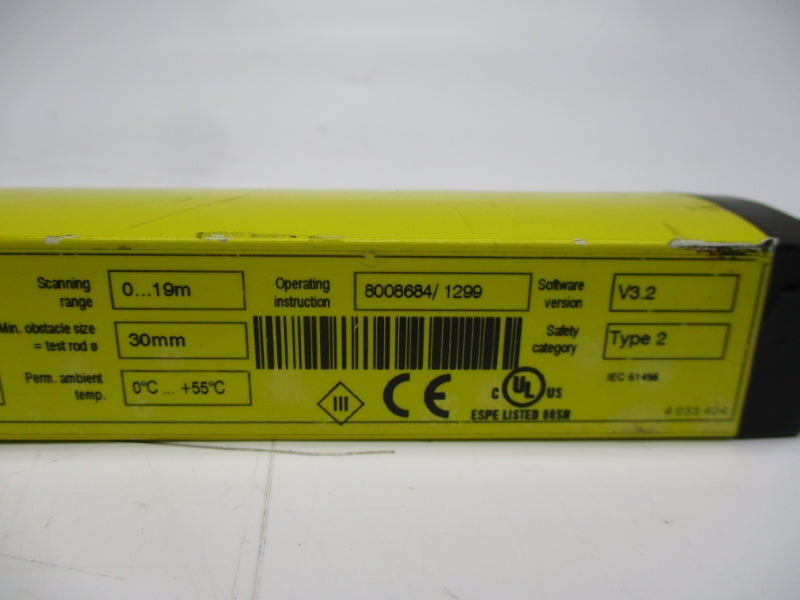 Scanning
range
0...19m
Operating
instruction
8008684/ 1299
Software
version
V3.2
Min. obstacle size
= test rod ø
30mm
Safety
category
Type 2
Perm. ambient
temp.
0°C ... +55°C
III
CE
C UL US
ESPE LISTED 66SN
IEC 61496
4 033 404